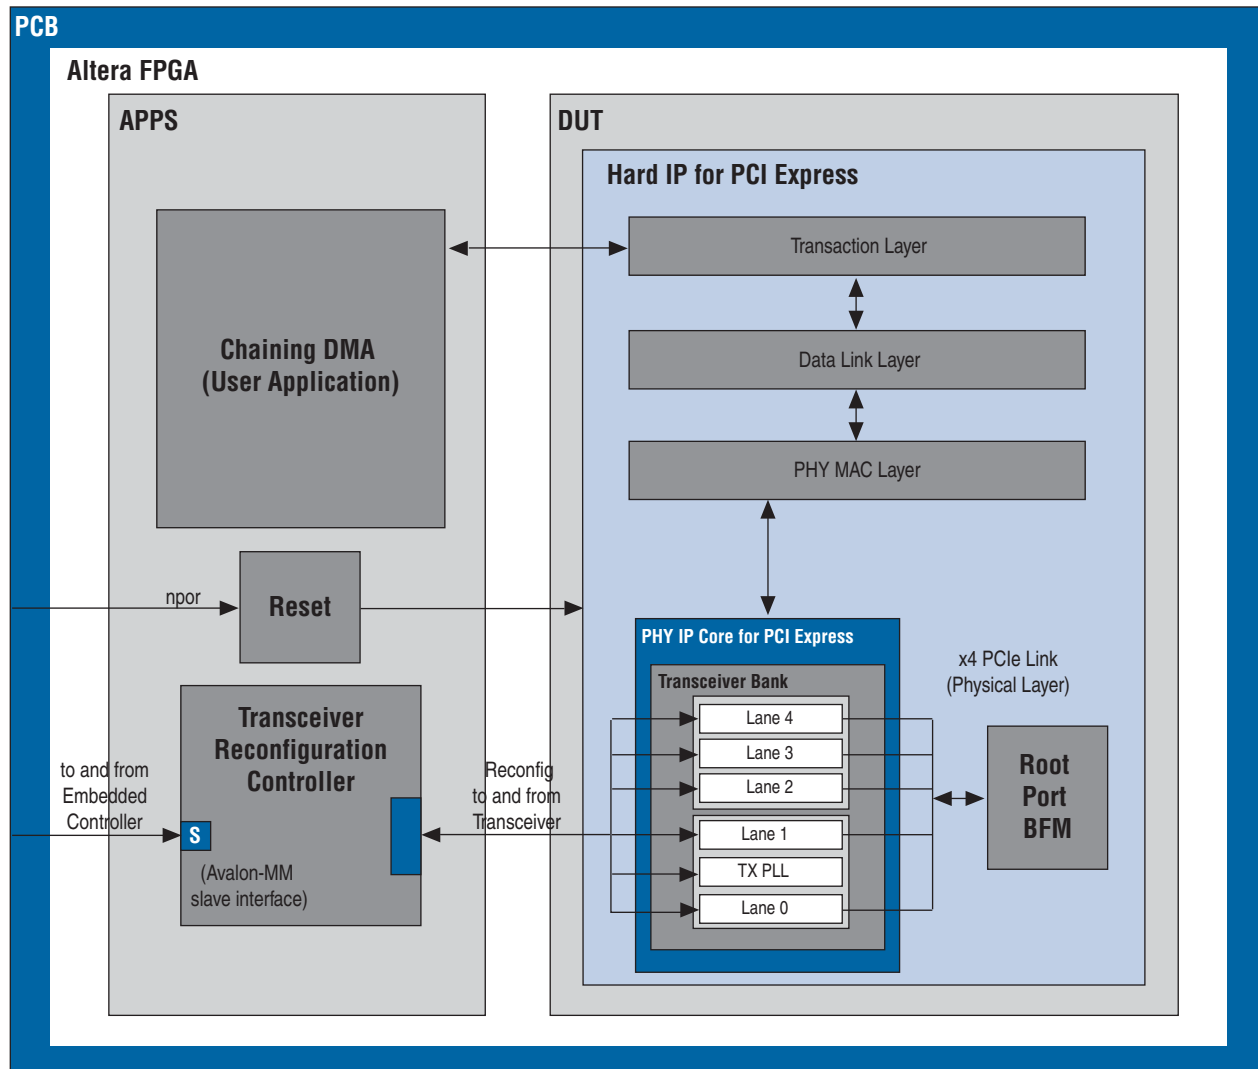 PCB
Altera FPGA
APPS
Chaining DMA
(User Application)
npor
Reset
Transceiver
Reconfiguration
Controller
to and from
Embedded
Controller
S
(Avalon-MM
slave interface)
Reconfig
to and from
Transceiver
DUT
Hard IP for PCI Express
Transaction Layer
Data Link Layer
PHY MAC Layer
PHY IP Core for PCI Express
Transceiver Bank
Lane 4
Lane 3
Lane 2
Lane 1
TX PLL
Lane 0
x4 PCIe Link
(Physical Layer)
Root
Port
BFM